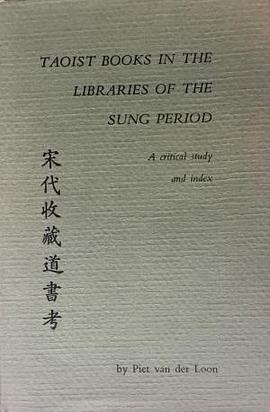 TAOIST BOOKS IN THE
LIBRARIES OF THE
SUNG PERIOD
A critical study
and index
宋代收藏道書考
by Piet van der Loon